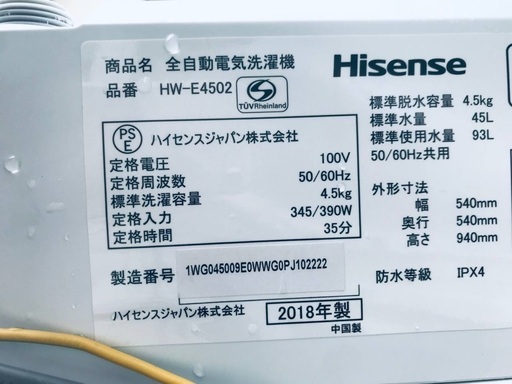 商品名 全自動電気洗濯機
品番 HW-E4502
TÜVRheinland
Hisense
標準脱水容量 4.5kg
標準水量 45L
標準使用水量 93L
50/60Hz共用
PS
E
ハイセンスジャパン株式会社
定格電圧 100V
定格周波数 50/60Hz
標準洗濯容量 4.5kg
定格入力 345/390W
定格時間 35分
外形寸法
幅 540mm
奥行 540mm
高さ 940mm
製造番号 1WG045009E0WWG0PJ102222
防水等級 IPX4
ハイセンスジャパン株式会社
2018年製
中国製